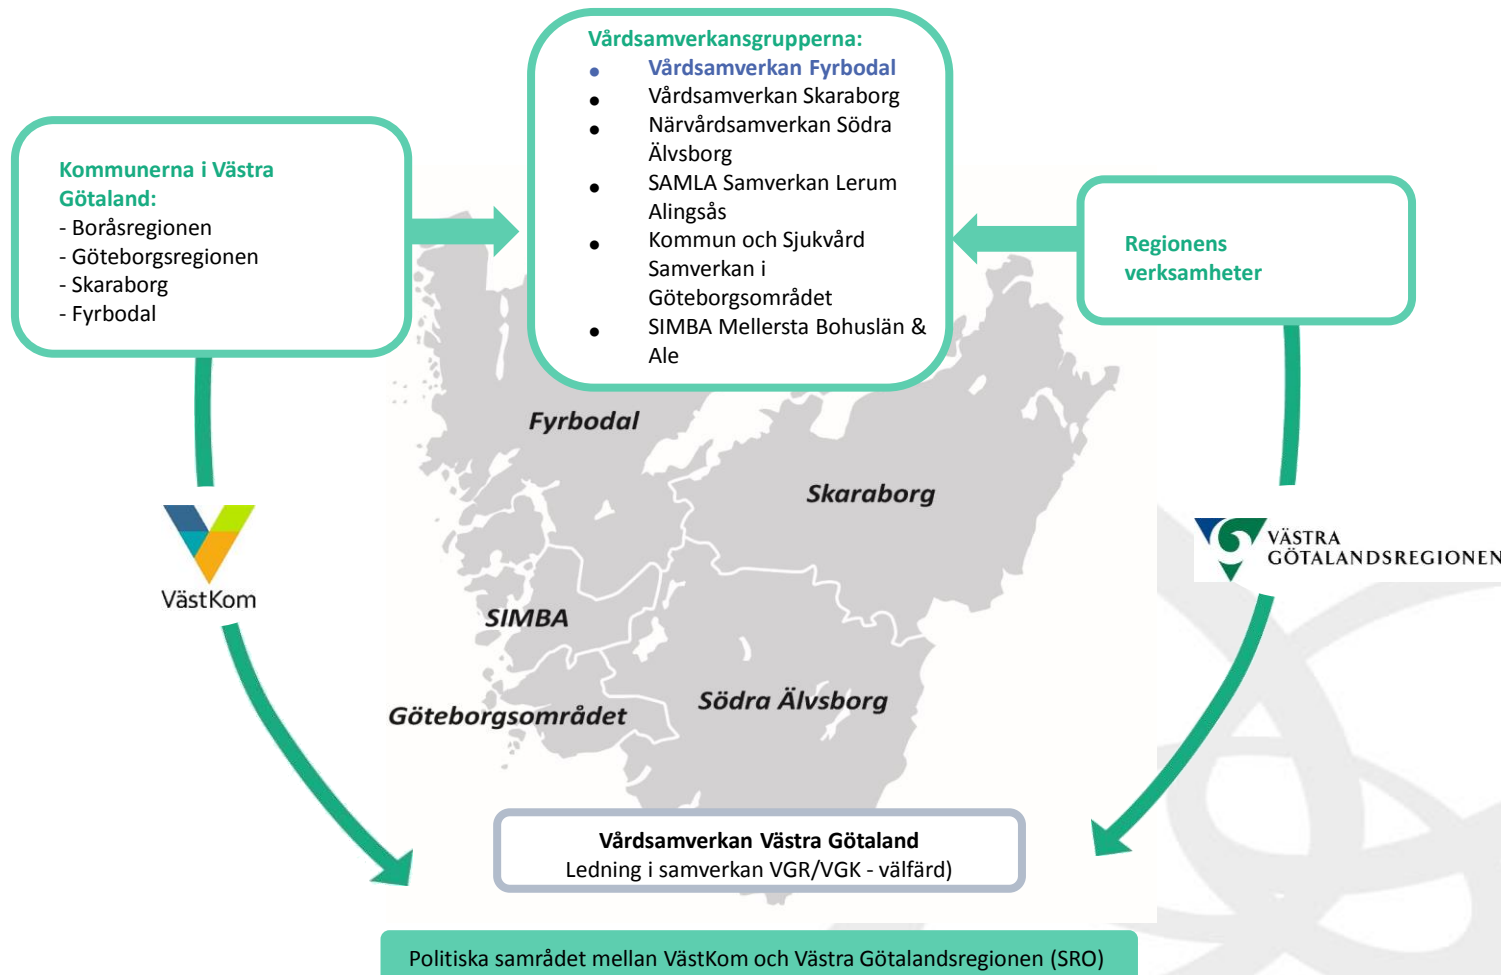 Vårdsamverkansgrupperna:
• Vårdsamverkan Fyrbodal
• Vårdsamverkan Skaraborg
• Närvårdsamverkan Södra
Älvsborg
• SAMLA Samverkan Lerum
Alingsås
• Kommun och Sjukvård
Samverkan i
Göteborgsområdet
• SIMBA Mellersta Bohuslän &
Ale
Kommunerna i Västra
Götaland:
- Boråsregionen
- Göteborgsregionen
- Skaraborg
- Fyrbodal
Regionens
verksamheter
Fyrbodal
Skaraborg
SIMBA
Göteborgsområdet
Södra Älvsborg
VästKom
VÄSTRA
GÖTALANDSREGIONEN
Vårdsamverkan Västra Götaland
Ledning i samverkan VGR/VGK - välfärd)
Politiska samrådet mellan VästKom och Västra Götalandsregionen (SRO)